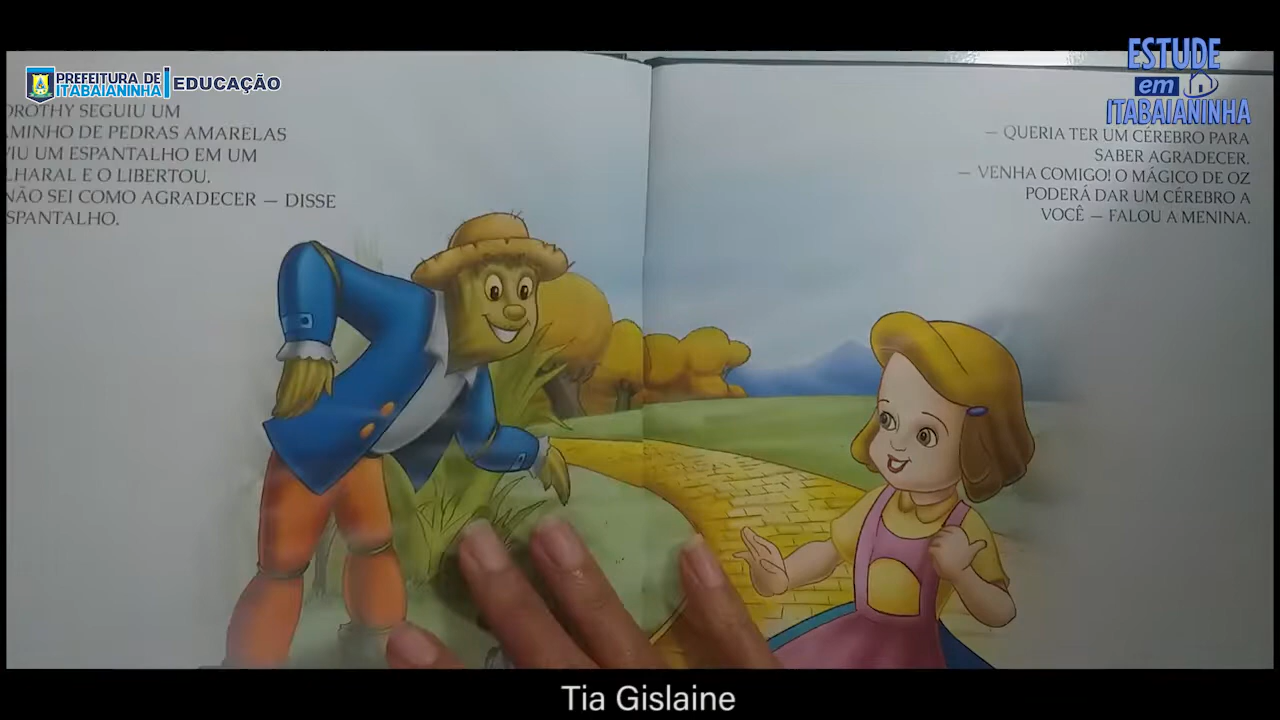 PREFEITURA DE
ITABAIANINHA
EDUCAÇÃO
ESTUDE
em
ITABAIANINHA
OROTHY SEGUIU UM
AMINHO DE PEDRAS AMARELAS
VIU UM ESPANTALHO EM UM
LHARAL E O LIBERTOU.
NÃO SEI COMO AGRADECER — DISSE
SPANTALHO.
— QUERIA TER UM CÉREBRO PARA
SABER AGRADECER.
— VENHA COMIGO! O MÁGICO DE OZ
PODERÁ DAR UM CÉREBRO A
VOCÊ — FALOU A MENINA.
Tia Gislaine